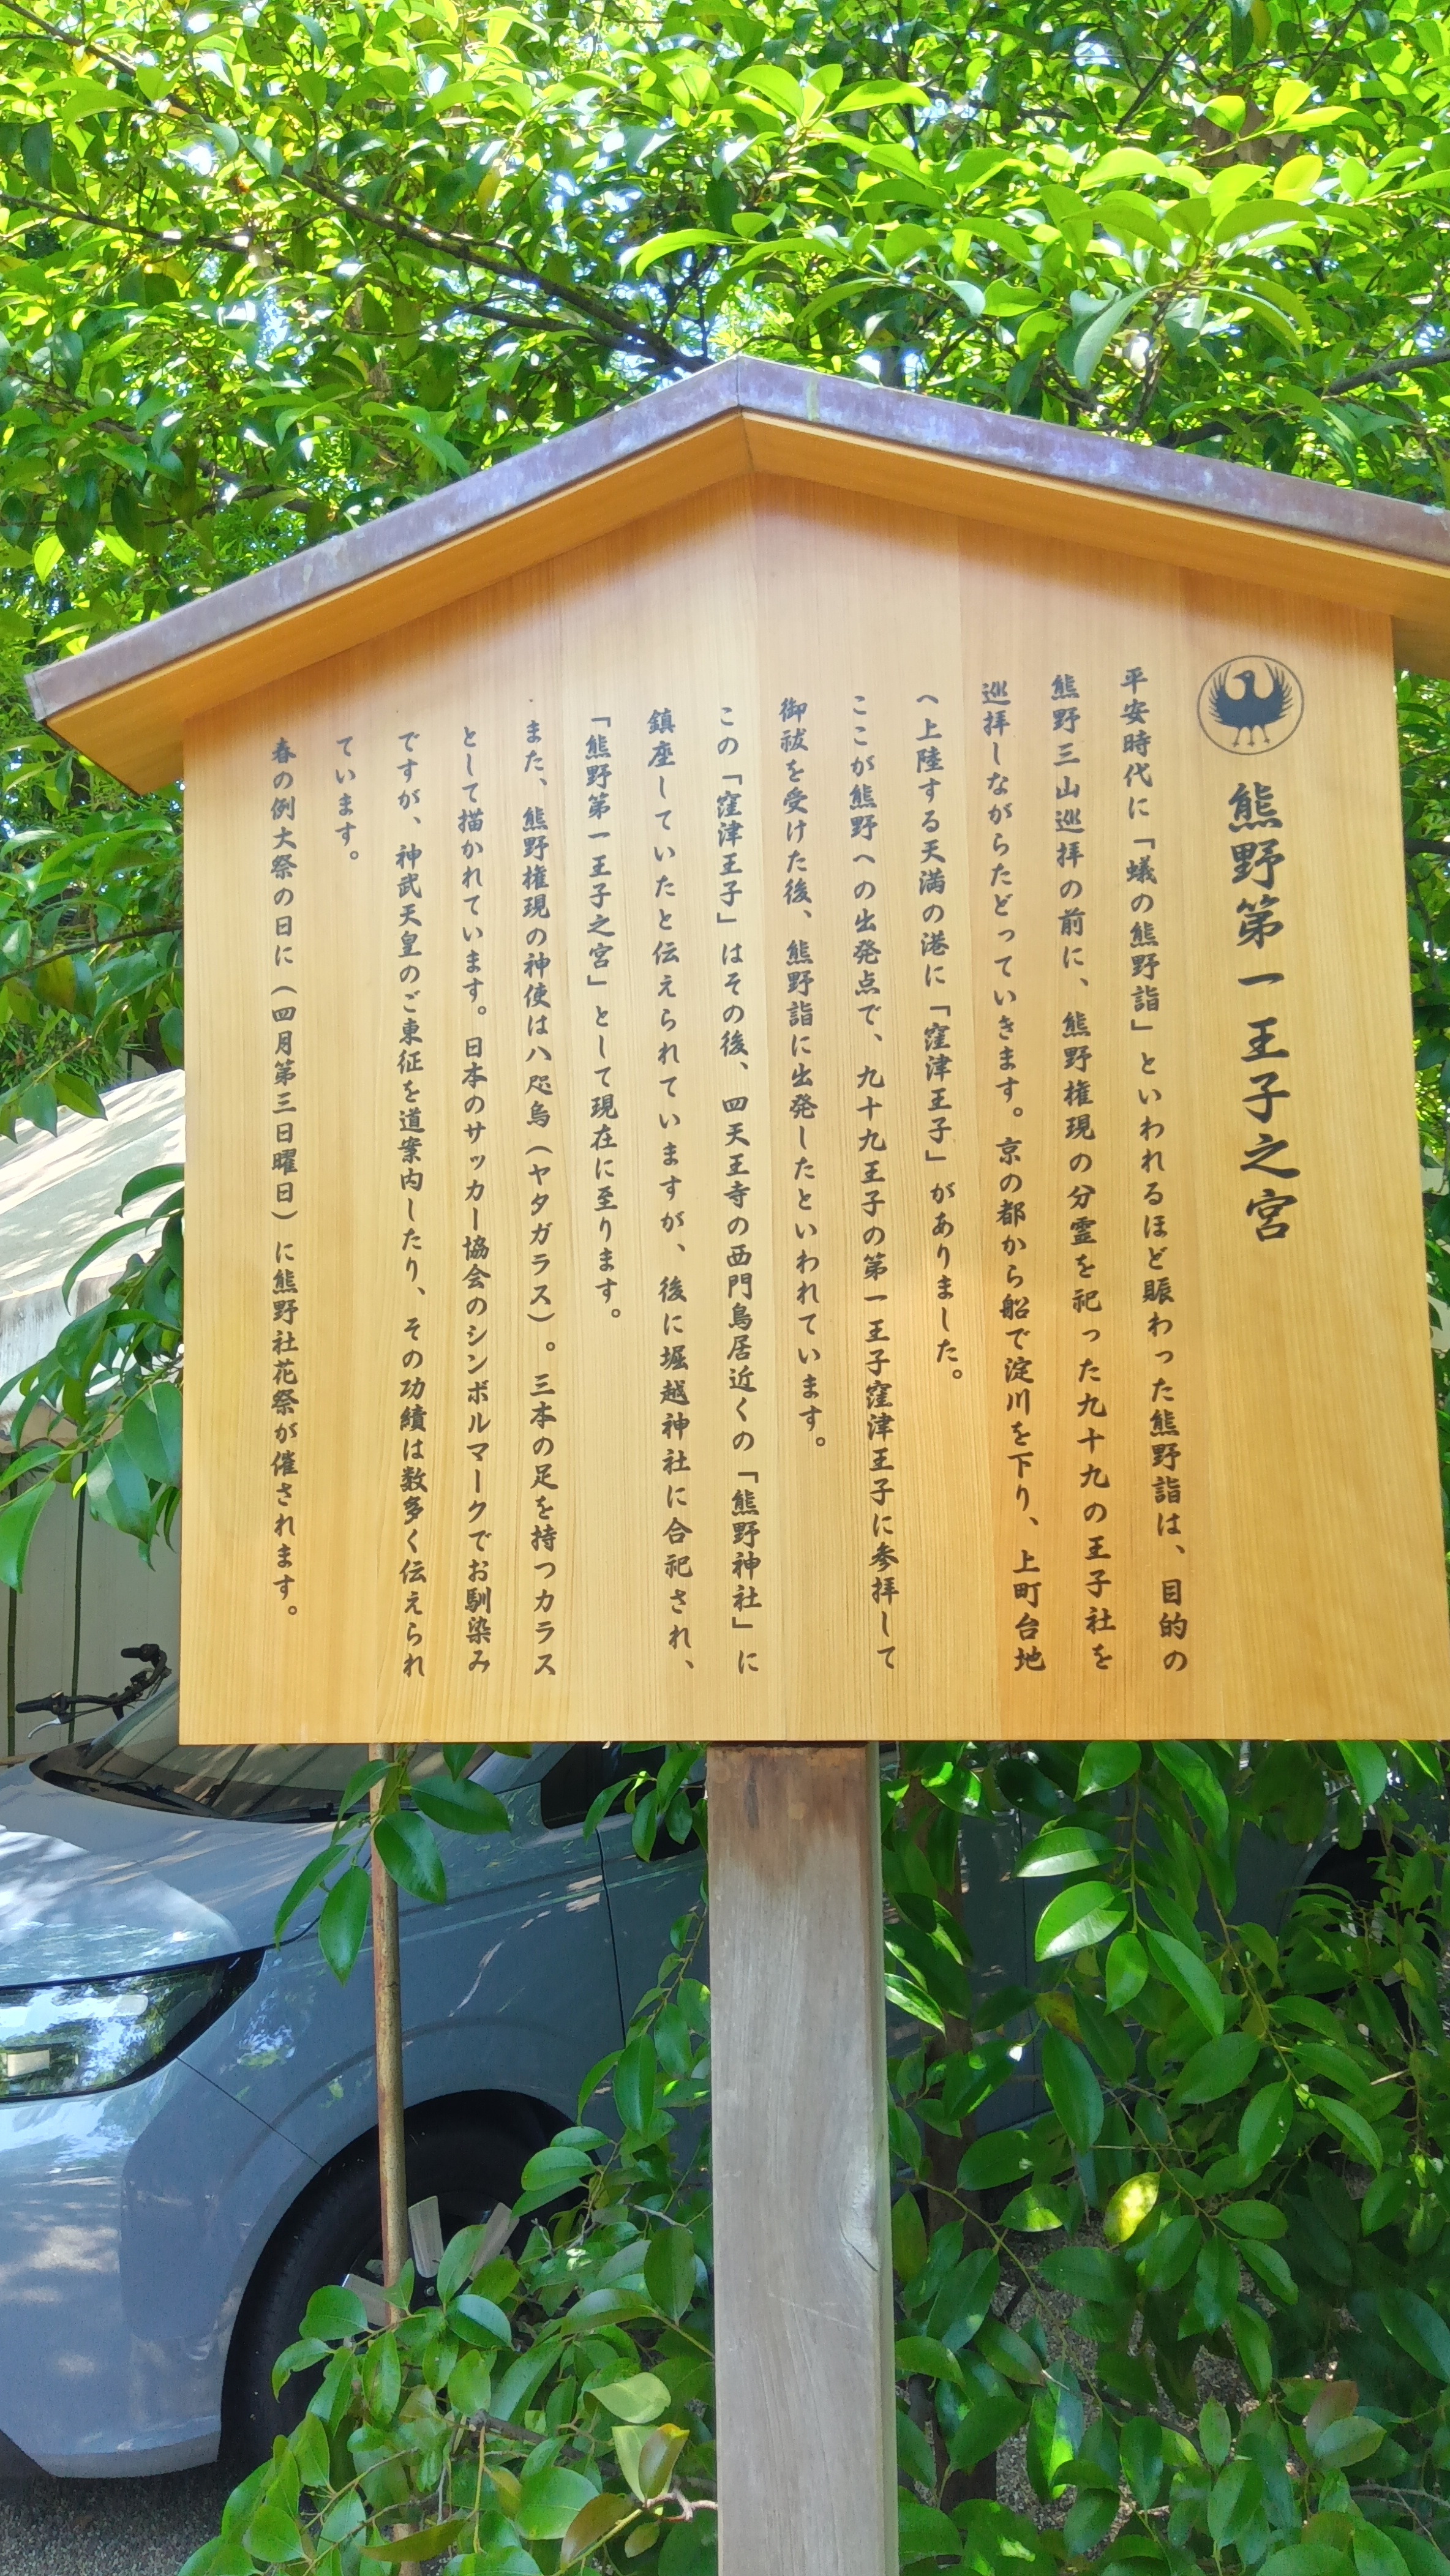 熊野第一王子之宮
平安時代に「蟻の熊野詣」といわれるほど賑わった熊野詣は、目的の
熊野三山巡拝の前に、熊野権現の分霊を祀った九十九の王子社を
巡拝しながらたどっていきます。京の都から船で淀川を下り、上町台地
へ上陸する天満の港に「窪津王子」がありました。
ここが熊野への出発点で、九十九王子の第一王子窪津王子に参拝して
御祓を受けた後、熊野詣に出発したといわれています。
この「窪津王子」はその後、四天王寺の西門鳥居近くの「熊野神社」に
鎮座していたと伝えられていますが、後に堀越神社に合祀され、
「熊野第一王子之宮」として現在に至ります。
また、熊野権現の神使は八咫烏（ヤタガラス）。三本の足を持つカラス
として描かれています。日本のサッカー協会のシンボルマークでお馴染み
ですが、神武天皇のご東征を道案内したり、その功績は数多く伝えられ
ています。
春の例大祭の日に（四月第三日曜日）に熊野社花祭が催されます。